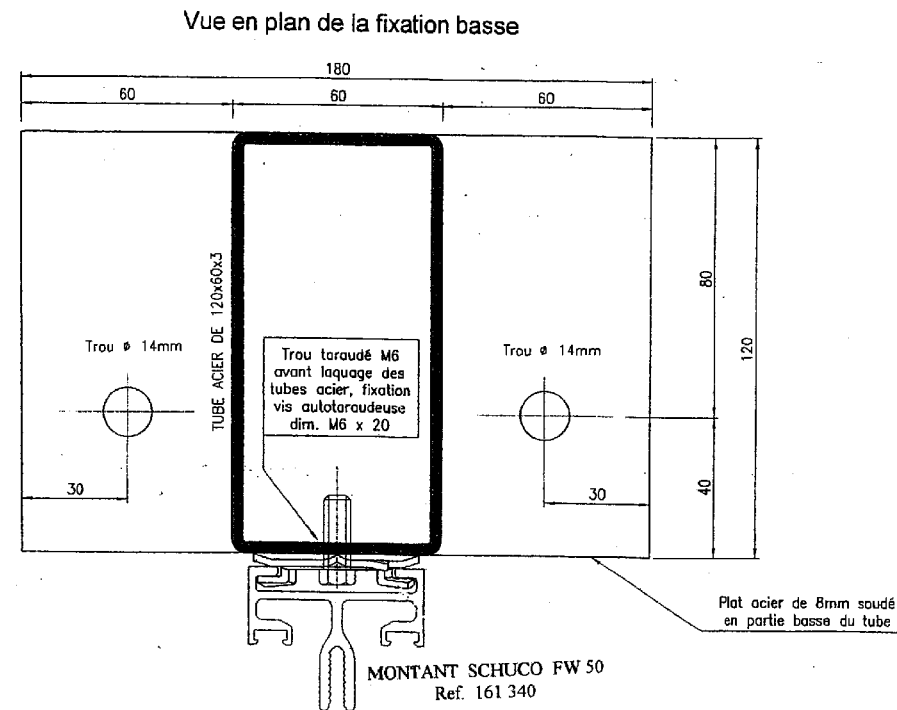 Vue en plan de la fixation basse
180
60
60
60
TUBE ACIER DE 120x60x3
80
120
Trou ø 14mm
Trou ø 14mm
Trou taraudé M6
avant laquage des
tubes acier, fixation
vis autotaraudeuse
dim. M6 x 20
30
30
40
Plat acier de 8mm soudé
en partie basse du tube
MONTANT SCHUCO FW 50
Ref. 161 340